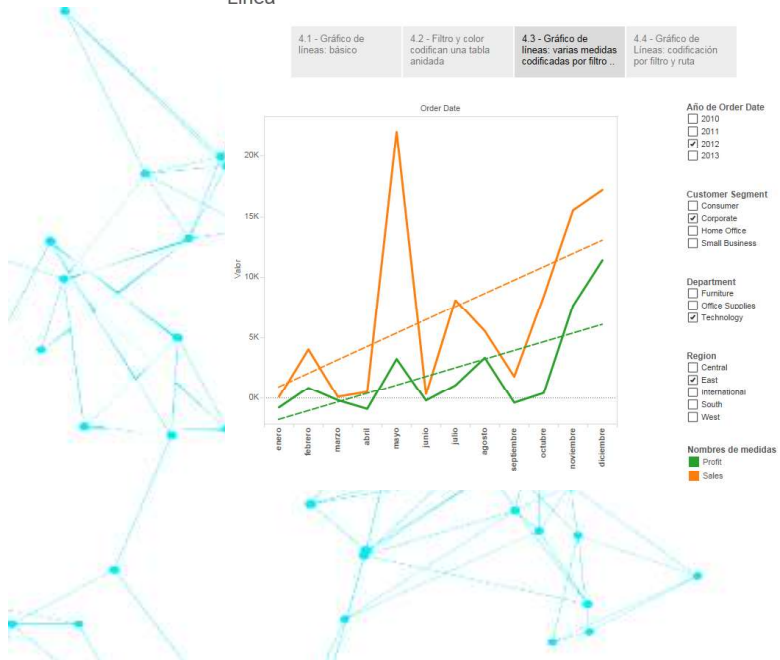 Línea
4.1 - Gráfico de
líneas: básico
4.2 - Filtro y color
codifican una tabla
anidada
4.3 - Gráfico de
líneas: varias medidas
codificadas por filtro ..
4.4 - Gráfico de
Líneas: codificación
por filtro y ruta
Order Date
Valor
20K
15K
10K
5K
0K
enero
febrero
marzo
abril
mayo
junio
julio
agosto
septiembre
octubre
noviembre
diciembre
Año de Order Date
2010
2011
2012
2013
Customer Segment
Consumer
Corporate
Home Office
Small Business
Department
Furniture
Office Supplies
Technology
Region
Central
East
International
South
West
Nombres de medidas
Profit
Sales